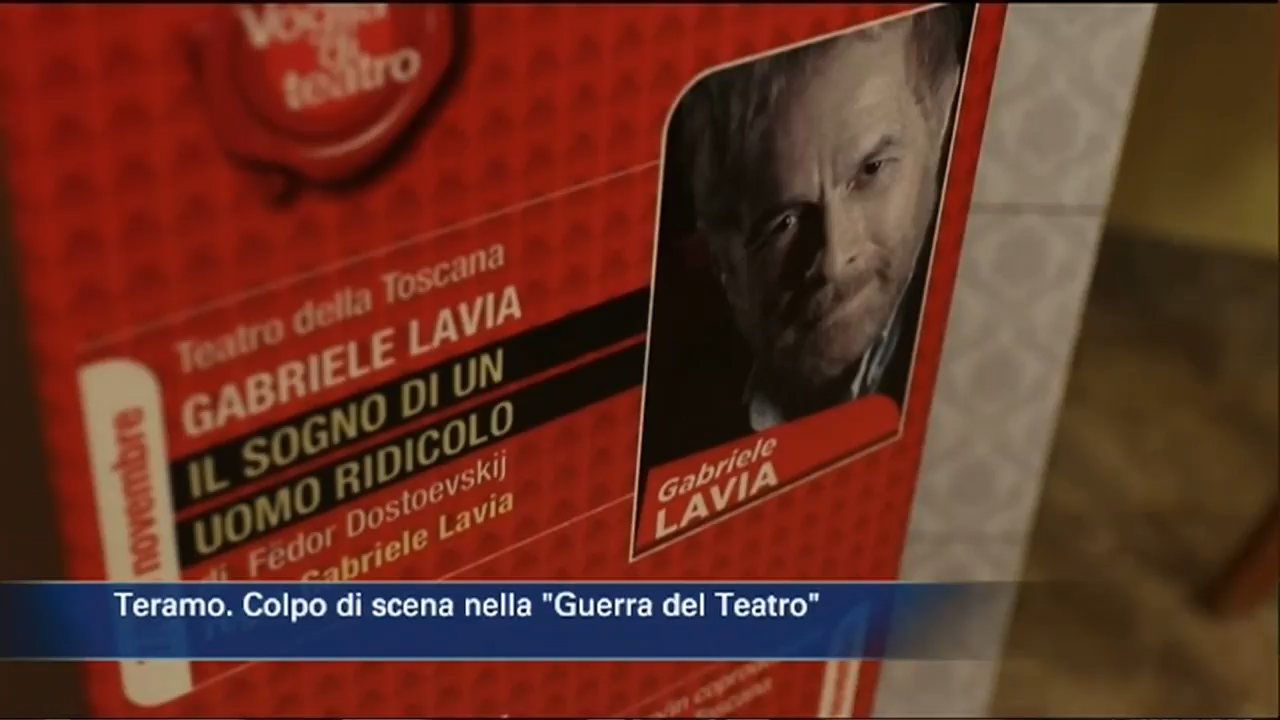 Voglia
di
teatro
Teatro della Toscana
GABRIELE LAVIA
IL SOGNO DI UN
UOMO RIDICOLO
di Fëdor Dostoevskij
Gabriele Lavia
novembre
Gabriele
LAVIA
Teramo. Colpo di scena nella "Guerra del Teatro"